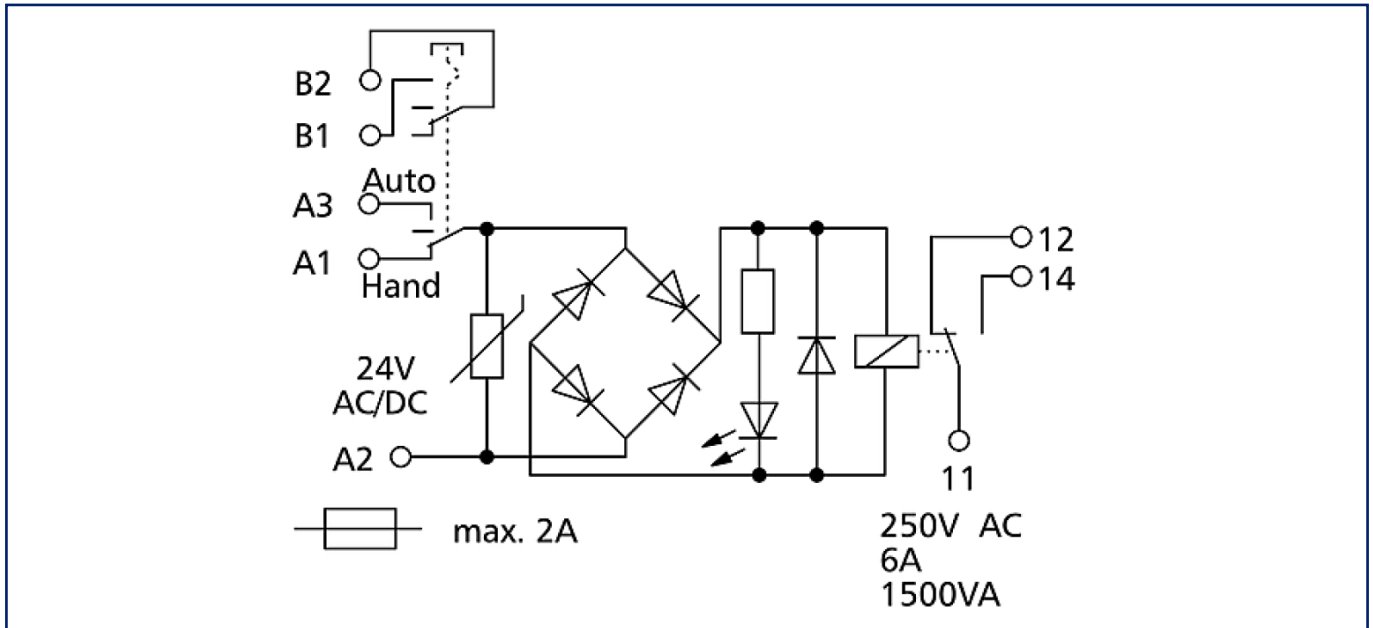 B2
B1
Auto
A3
A1
Hand
24V
AC/DC
A2
max. 2A
12
14
11
250V AC
6A
1500VA